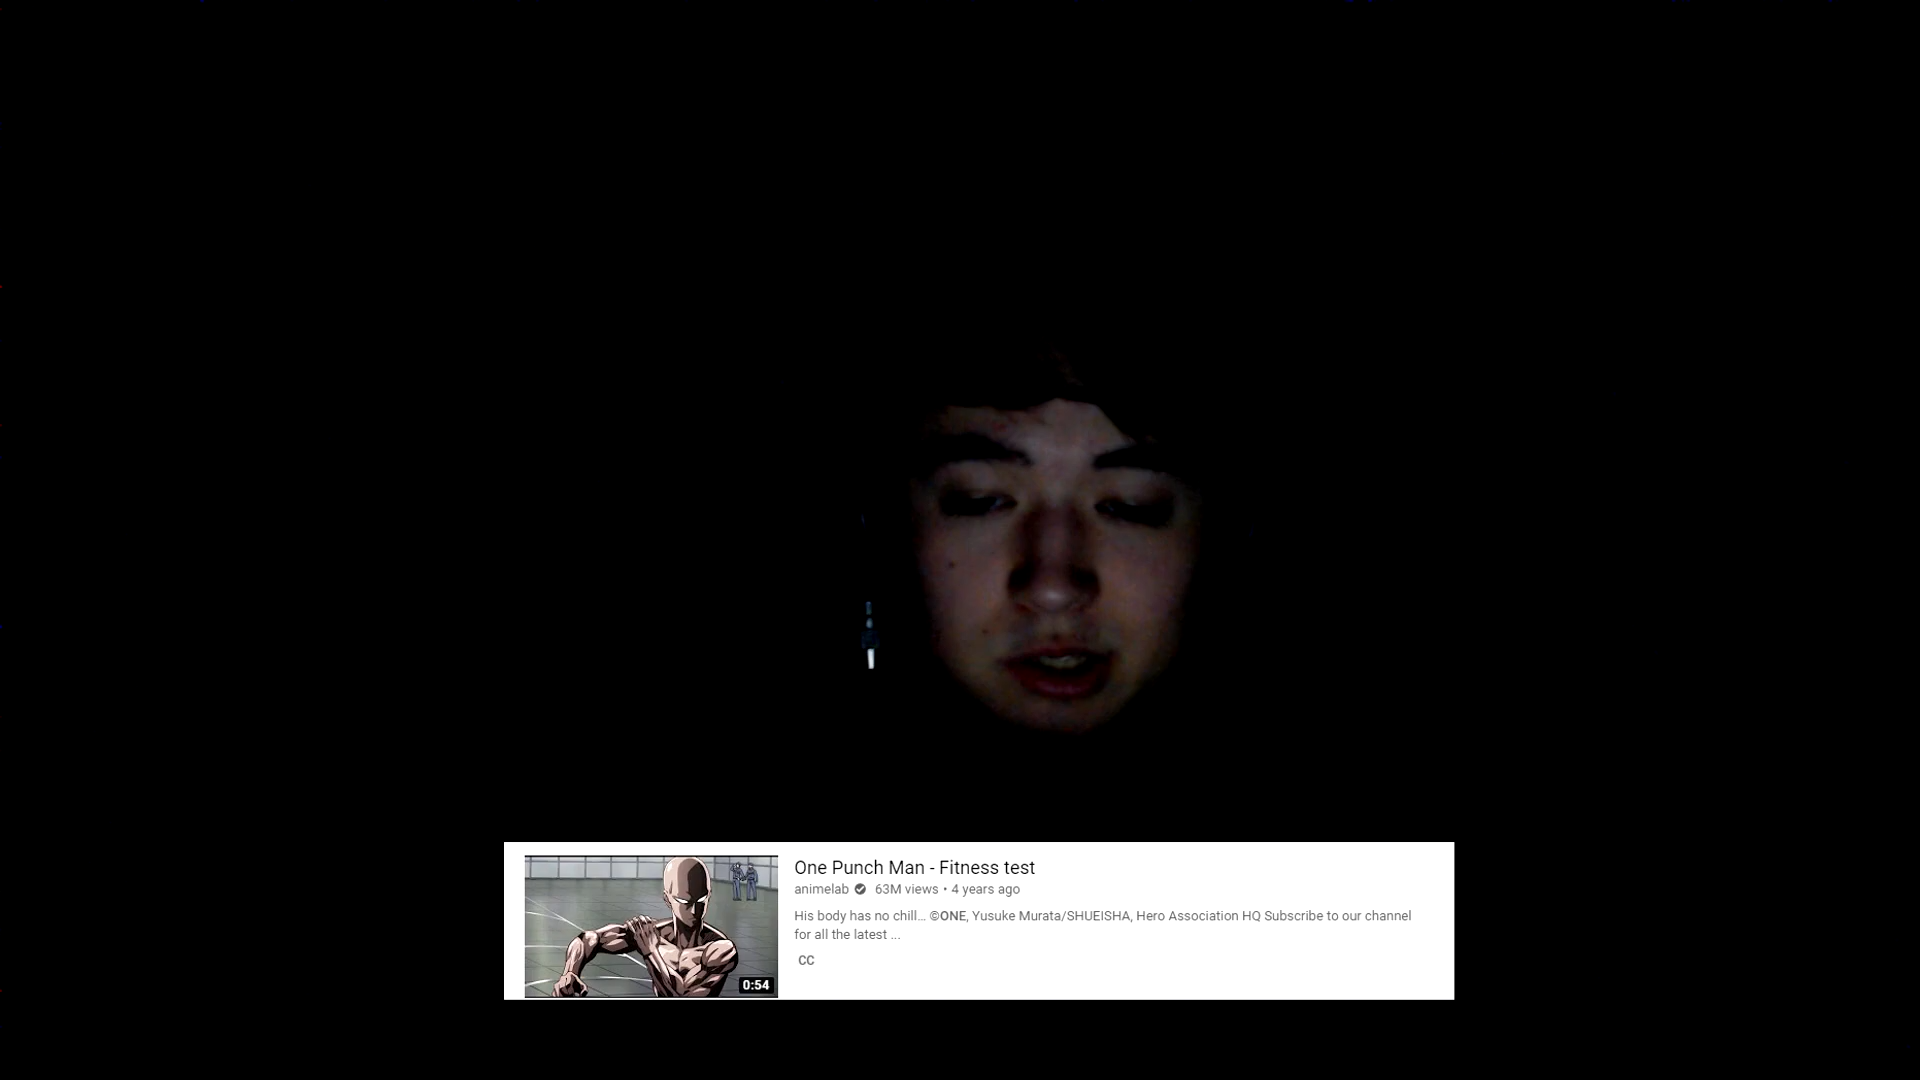 One Punch Man - Fitness test
animelab 63M views • 4 years ago
His body has no chill... ©ONE, Yusuke Murata/SHUEISHA, Hero Association HQ Subscribe to our channel
for all the latest ...
CC
0:54